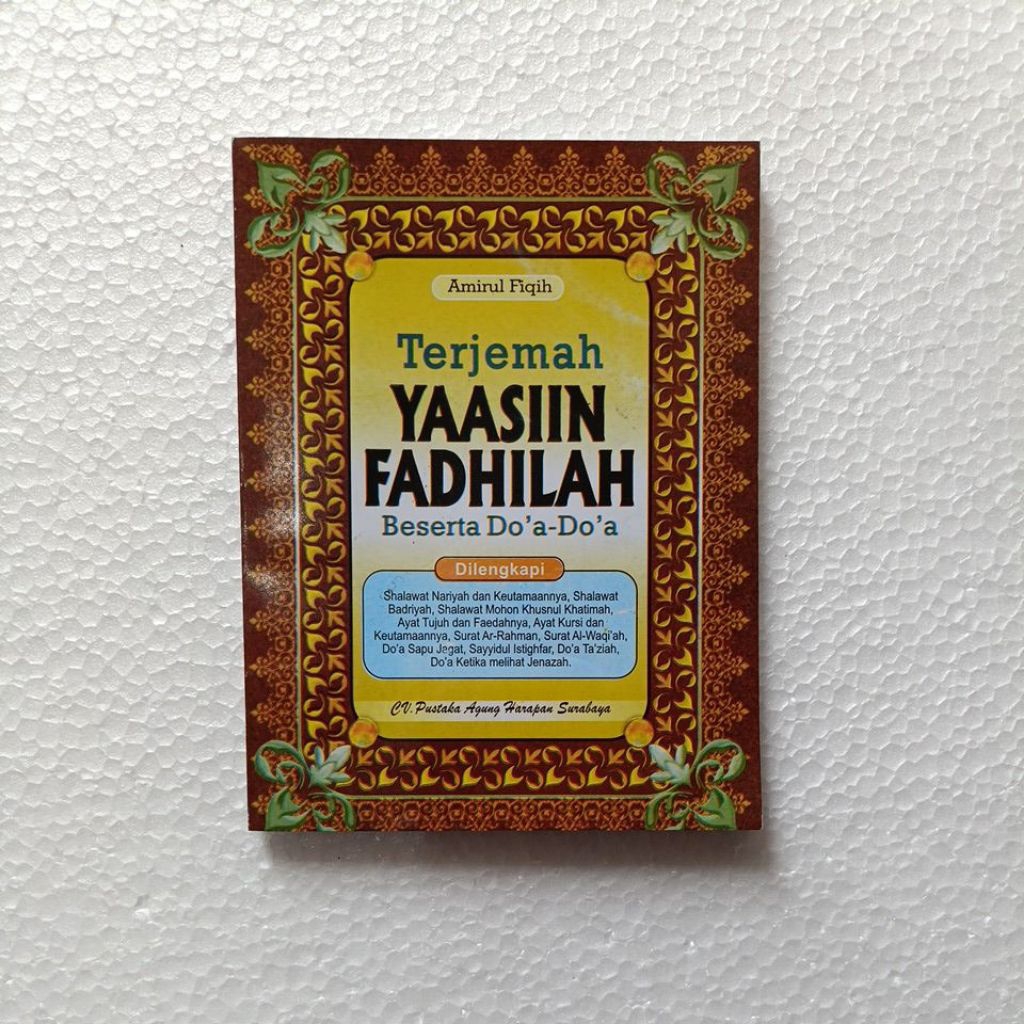 Amirul Fiqih
Terjemah
YAASIIN
FADHILAH
Beserta Do'a-Do'a
Dilengkapi
Shalawat Nariyah dan Keutamaannya, Shalawat
Badriyah, Shalawat Mohon Khusnul Khatimah,
Ayat Tujuh dan Faedahnya, Ayat Kursi dan
Keutamaannya, Surat Ar-Rahman, Surat Al-Waqi'ah,
Do'a Sapu Jagat, Sayyidul Istighfar, Do'a Ta'ziah,
Do'a Ketika melihat Jenazah.
CV. Pustaka Agung Harapan Surabaya